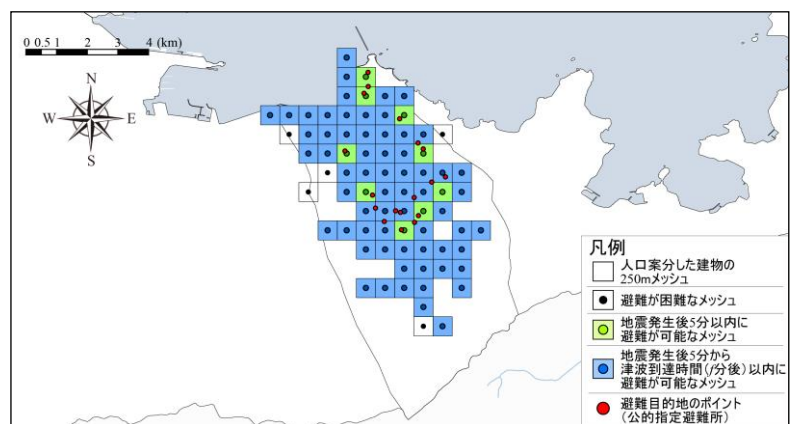 0 0.5 1 2 3 4 (km)
N
W E
S
凡例
人口案分した建物の
250mメッシュ
避難が困難なメッシュ
地震発生後5分以内に
避難が可能なメッシュ
地震発生後5分から
津波到達時間(t分後)以内に
避難が可能なメッシュ
避難目的地のポイント
(公的指定避難所)